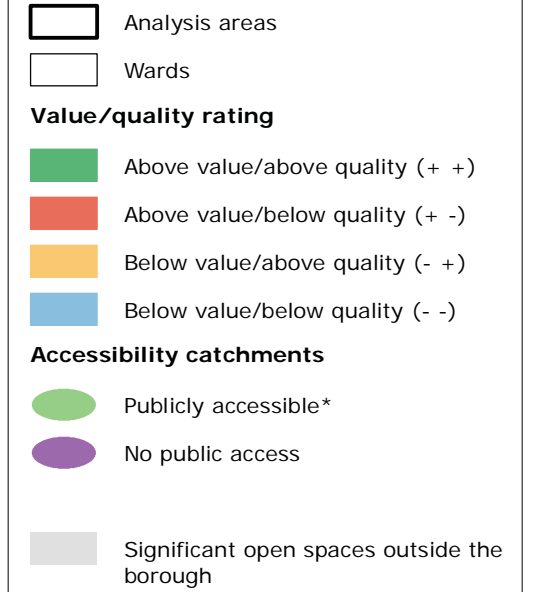 Analysis areas
Wards
Value/quality rating
Above value/above quality (+ +)
Above value/below quality (+ -)
Below value/above quality (- +)
Below value/below quality (- -)
Accessibility catchments
Publicly accessible*
No public access
Significant open spaces outside the
borough